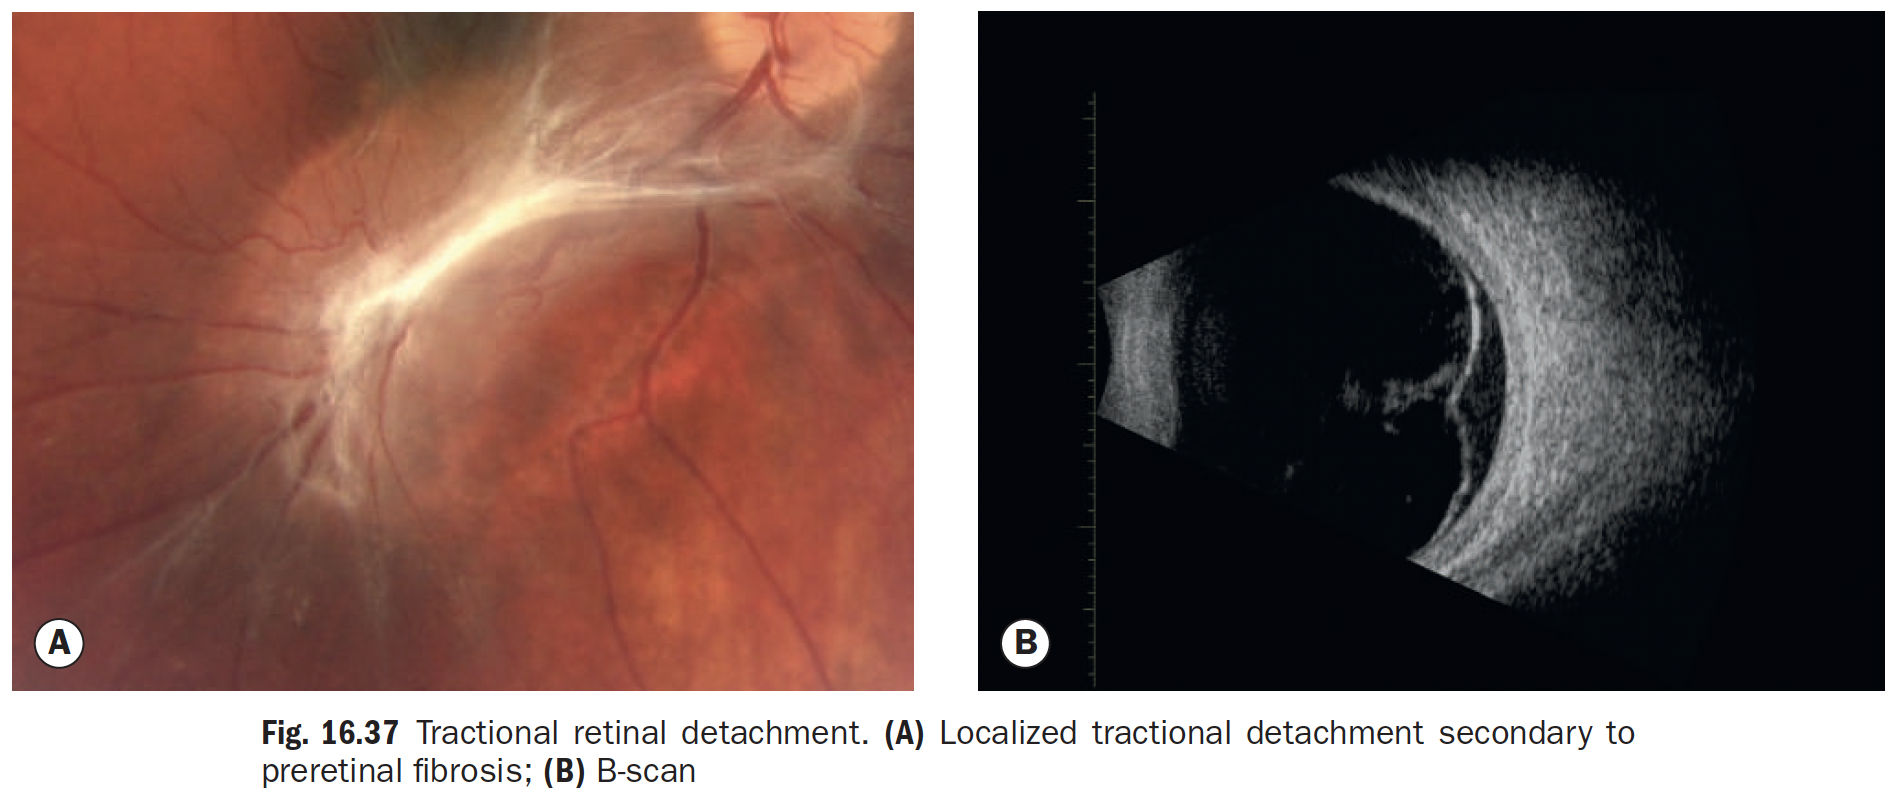 A
B
Fig. 16.37 Tractional retinal detachment. (A) Localized tractional detachment secondary to
preretinal fibrosis; (B) B-scan